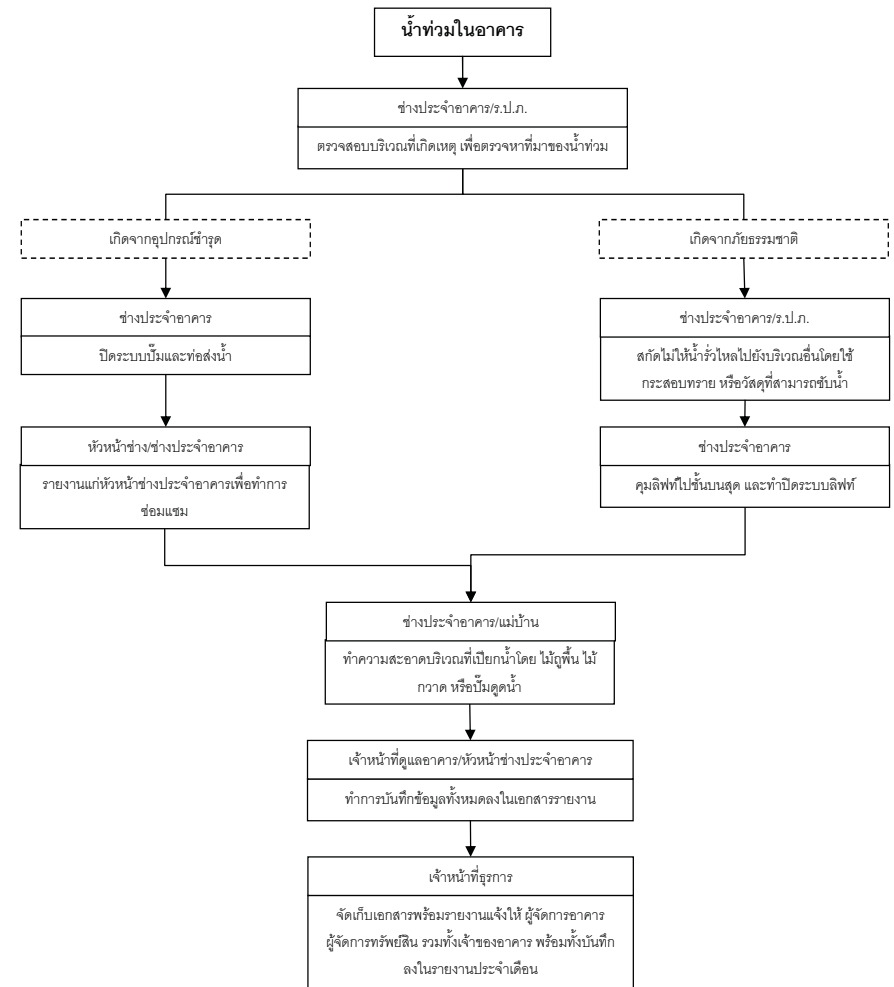 น้ำท่วมในอาคาร
ช่างประจำอาคาร/ร.ป.ภ.
ตรวจสอบบริเวณที่เกิดเหตุ เพื่อตรวจหาที่มาของน้ำท่วม
เกิดจากอุปกรณ์ชำรุด
เกิดจากภัยธรรมชาติ
ช่างประจำอาคาร
ปิดระบบปั๊มและท่อส่งน้ำ
ช่างประจำอาคาร/ร.ป.ภ.
สกัดไม่ให้น้ำรั่วไหลไปยังบริเวณอื่นโดยใช้
กระสอบทราย หรือวัสดุที่สามารถซับน้ำ
หัวหน้าช่าง/ช่างประจำอาคาร
รายงานแก่หัวหน้าช่างประจำอาคารเพื่อทำการ
ซ่อมแซม
ช่างประจำอาคาร
คุมลิฟท์ไปชั้นบนสุด และทำปิดระบบลิฟท์
ช่างประจำอาคาร/แม่บ้าน
ทำความสะอาดบริเวณที่เปียกน้ำโดย ไม้ถูพื้น ไม้
กวาด หรือปั๊มดูดน้ำ
เจ้าหน้าที่ดูแลอาคาร/หัวหน้าช่างประจำอาคาร
ทำการบันทึกข้อมูลทั้งหมดลงในเอกสารรายงาน
เจ้าหน้าที่ธุรการ
จัดเก็บเอกสารพร้อมรายงานแจ้งให้ ผู้จัดการอาคาร
ผู้จัดการทรัพย์สิน รวมทั้งเจ้าของอาคาร พร้อมทั้งบันทึก
ลงในรายงานประจำเดือน